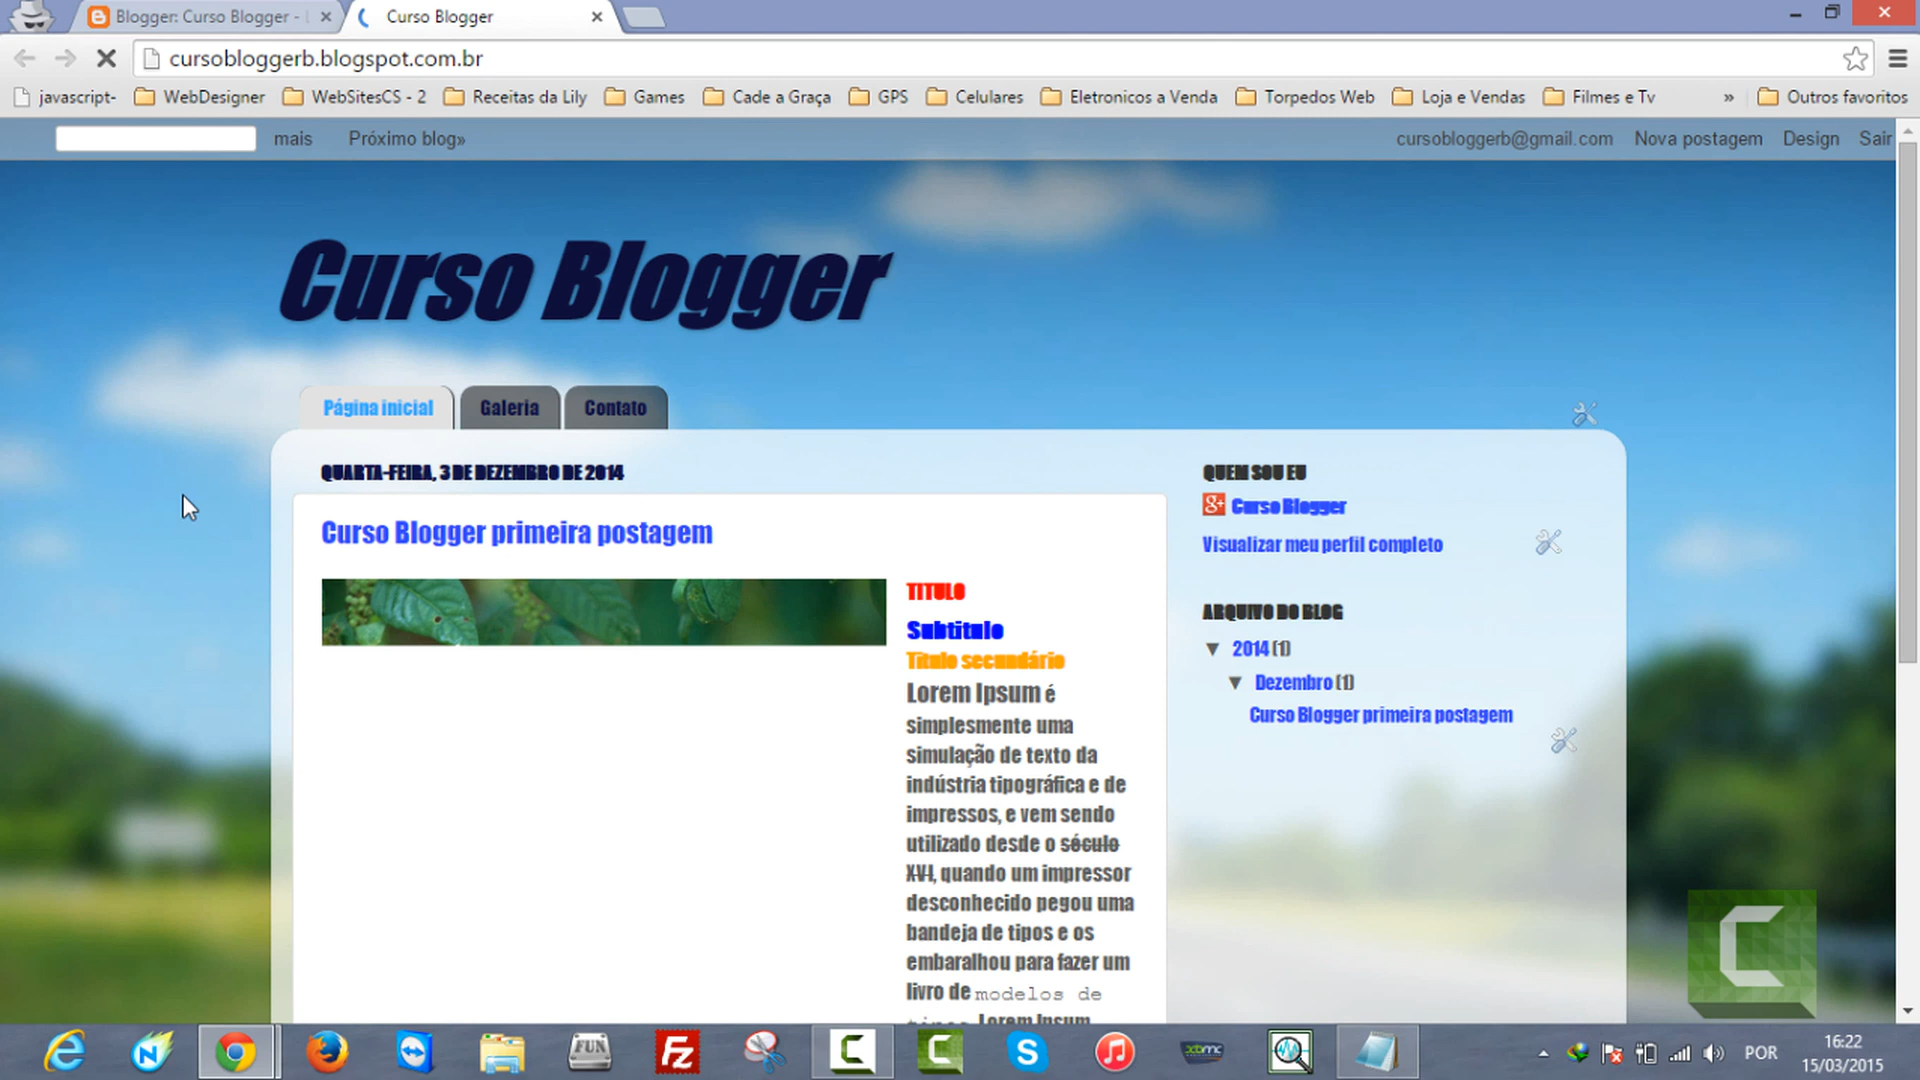 Blogger: Curso Blogger -
Curso Blogger
cursobloggerb.blogspot.com.br
javascript- WebDesigner WebSitesCS - 2 Receitas da Lily Games Cade a Graça GPS Celulares Eletronicos a Venda Torpedos Web Loja e Vendas Filmes e Tv » Outros favoritos
mais Próximo blog» cursobloggerb@gmail.com Nova postagem Design Sair
Curso Blogger
Página inicial Galeria Contato
QUARTA-FEIRA, 3 DE DEZEMBRO DE 2014
Curso Blogger primeira postagem
TITULO
Subtitulo
Titulo secundário
Lorem Ipsum é
simplesmente uma
simulação de texto da
indústria tipográfica e de
impressos, e vem sendo
utilizado desde o século
XVI, quando um impressor
desconhecido pegou uma
bandeja de tipos e os
embaralhou para fazer um
livro de modelos de
tipos. Lorem Ipsum
QUEM SOU EU
g+ Curso Blogger
Visualizar meu perfil completo
ARQUIVO DO BLOG
▼ 2014 (1)
▼ Dezembro (1)
Curso Blogger primeira postagem
FUN
Fz
xbmc
POR
16:22
15/03/2015